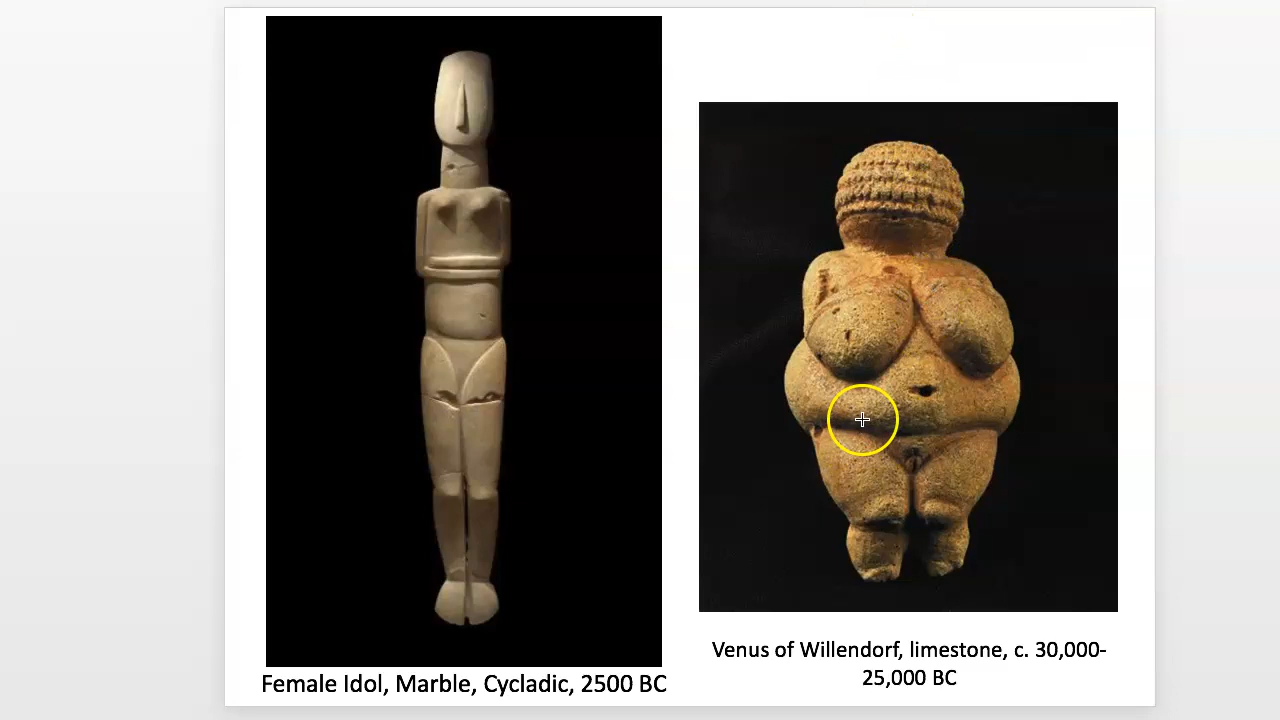 Female Idol, Marble, Cycladic, 2500 BC
Venus of Willendorf, limestone, c. 30,000-
25,000 BC